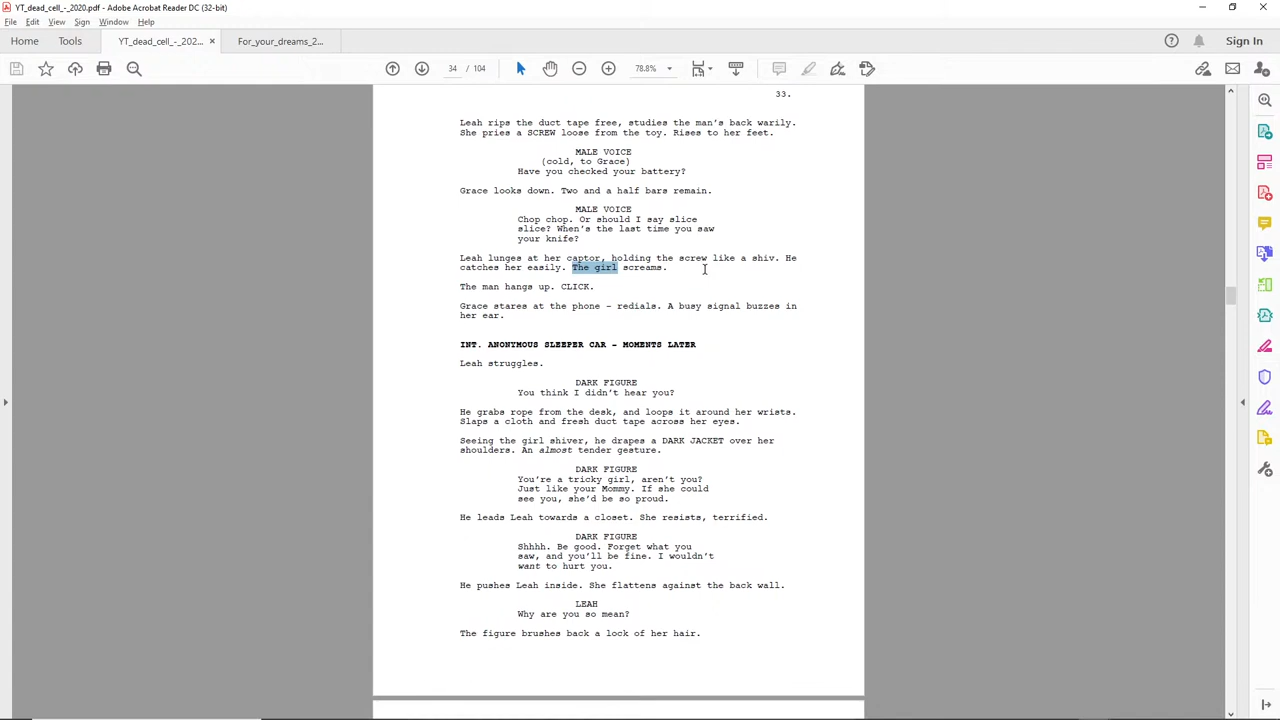 YT_dead_cell_-_2020.pdf - Adobe Acrobat Reader DC (32-bit)
File Edit View Sign Window Help
Home Tools YT_dead_cell_-_202... × For_your_dreams_2... Sign In
34 / 104 78.8%
33.
Leah rips the duct tape free, studies the man's back warily.
She pries a SCREW loose from the toy. Rises to her feet.
MALE VOICE
(cold, to Grace)
Have you checked your battery?
Grace looks down. Two and a half bars remain.
MALE VOICE
Chop chop. Or should I say slice
slice? When's the last time you saw
your knife?
Leah lunges at her captor, holding the screw like a shiv. He
catches her easily. The girl screams.
The man hangs up. CLICK.
Grace stares at the phone - redials. A busy signal buzzes in
her ear.
INT. ANONYMOUS SLEEPER CAR - MOMENTS LATER
Leah struggles.
DARK FIGURE
You think I didn't hear you?
He grabs rope from the desk, and loops it around her wrists.
Slaps a cloth and fresh duct tape across her eyes.
Seeing the girl shiver, he drapes a DARK JACKET over her
shoulders. An almost tender gesture.
DARK FIGURE
You're a tricky girl, aren't you?
Just like your Mommy. If she could
see you, she'd be so proud.
He leads Leah towards a closet. She resists, terrified.
DARK FIGURE
Shhhh. Be good. Forget what you
saw, and you'll be fine. I wouldn't
want to hurt you.
He pushes Leah inside. She flattens against the back wall.
LEAH
Why are you so mean?
The figure brushes back a lock of her hair.